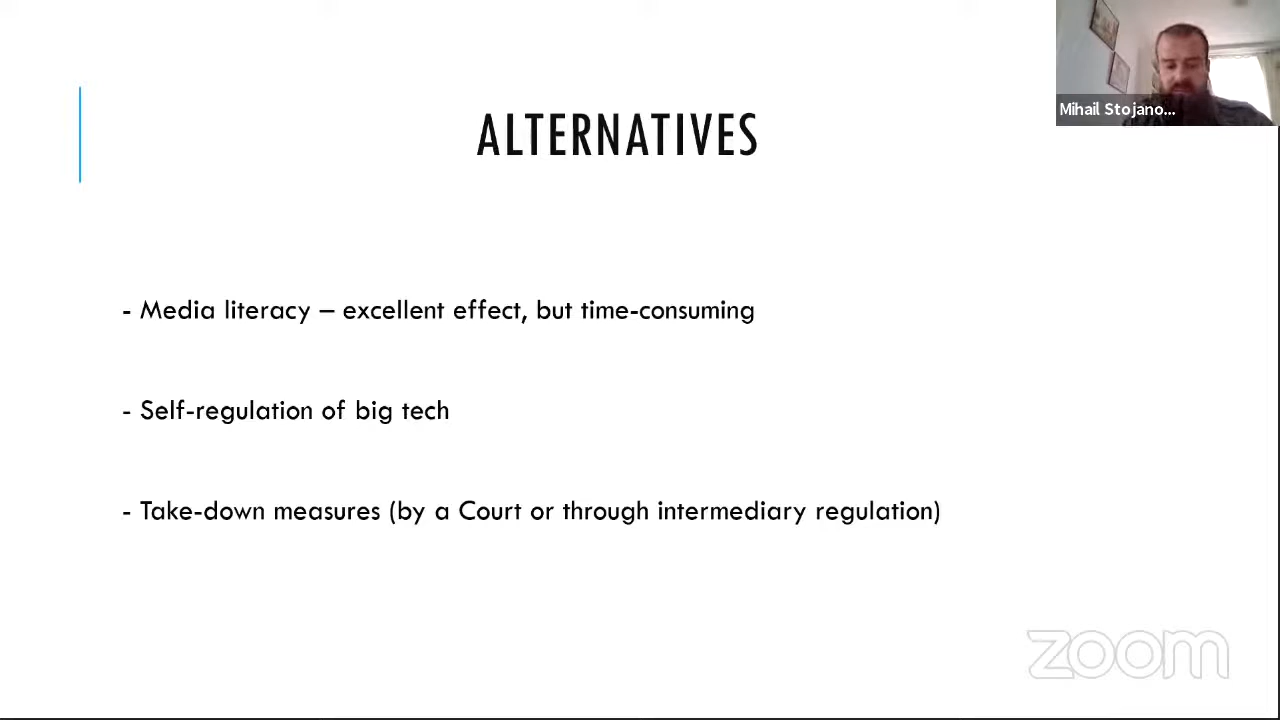 Mihail Stojano...
ALTERNATIVES
- Media literacy – excellent effect, but time-consuming
- Self-regulation of big tech
- Take-down measures (by a Court or through intermediary regulation)
zoom